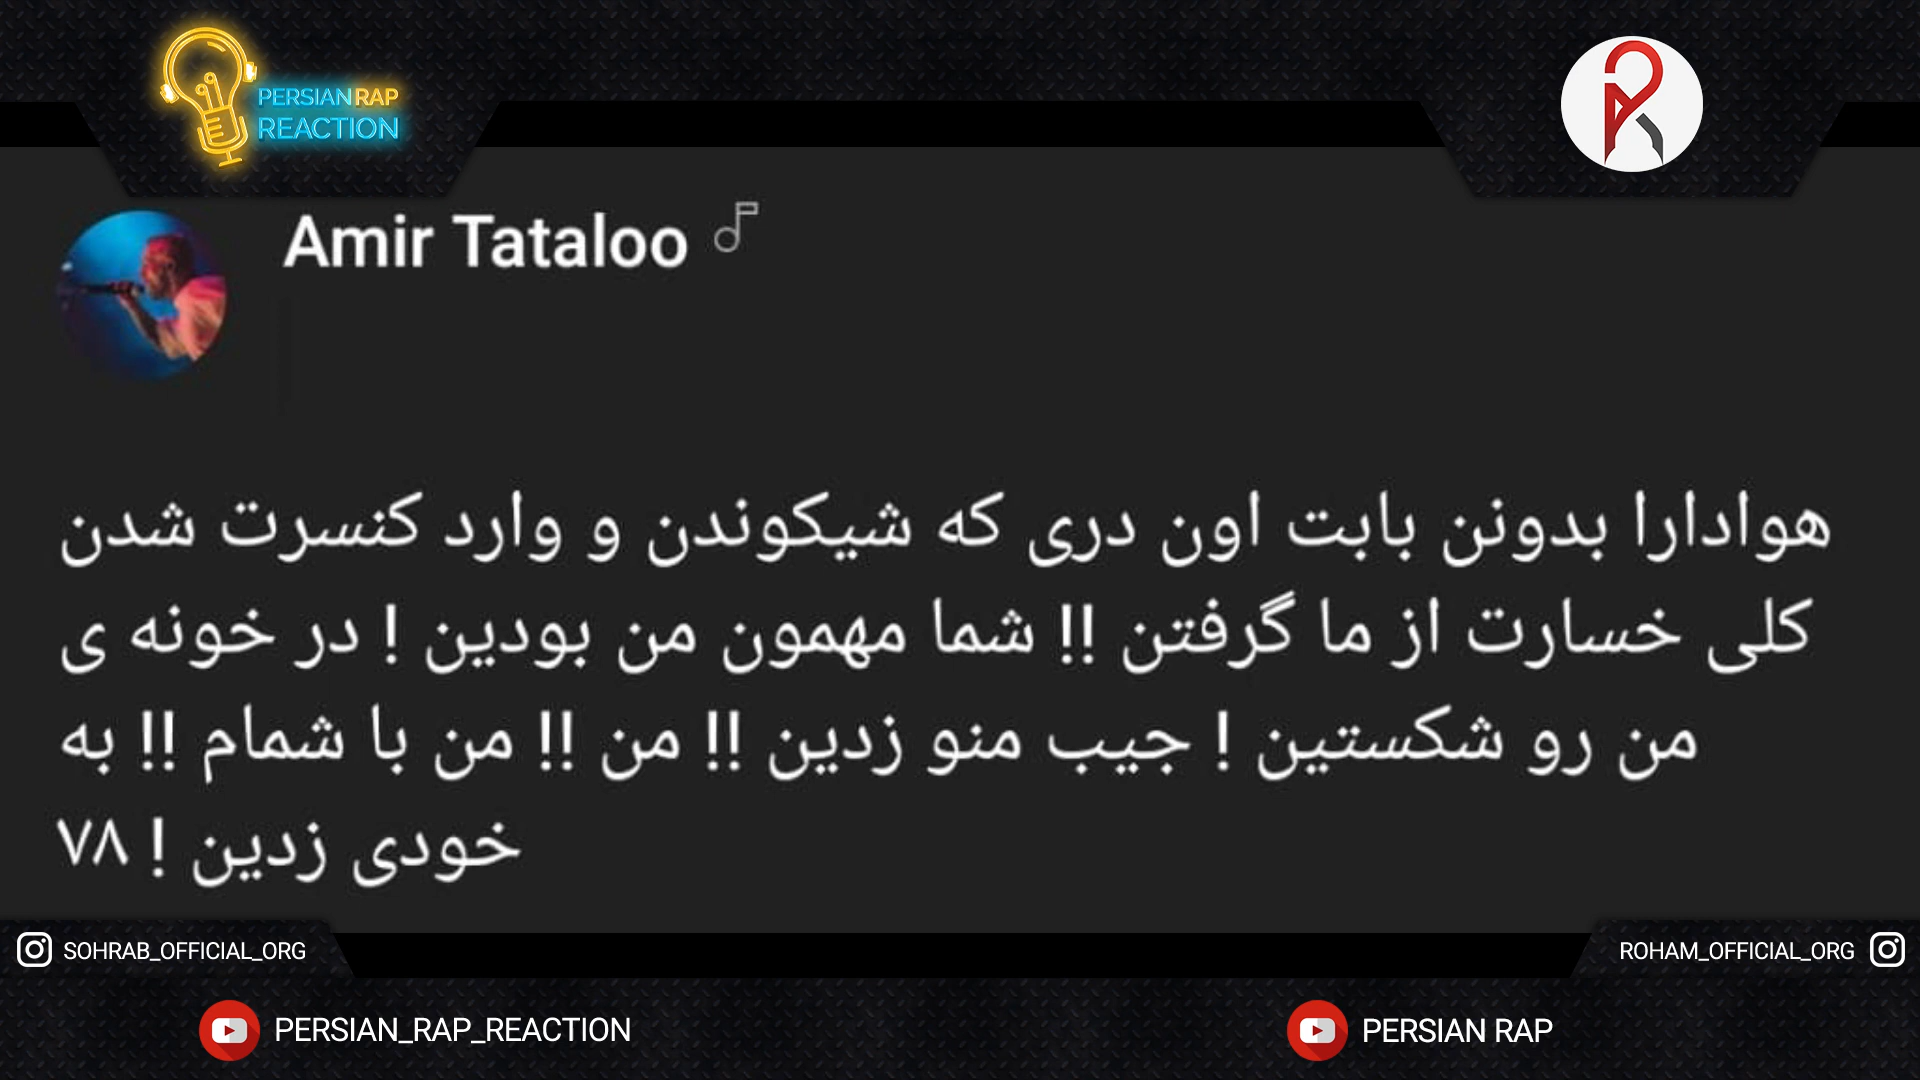 PERSIAN RAP
REACTION
Amir Tataloo
هوادارا بدونن بابت اون دری که شیکوندن و وارد کنسرت شدن
کلی خسارت از ما گرفتن !! شما مهمون من بودین ! در خونه ی
من رو شکستین ! جیب منو زدین !! من !! من با شمام !! به
خودی زدین ! ۷۸
SOHRAB_OFFICIAL_ORG
ROHAM_OFFICIAL_ORG
PERSIAN_RAP_REACTION
PERSIAN RAP